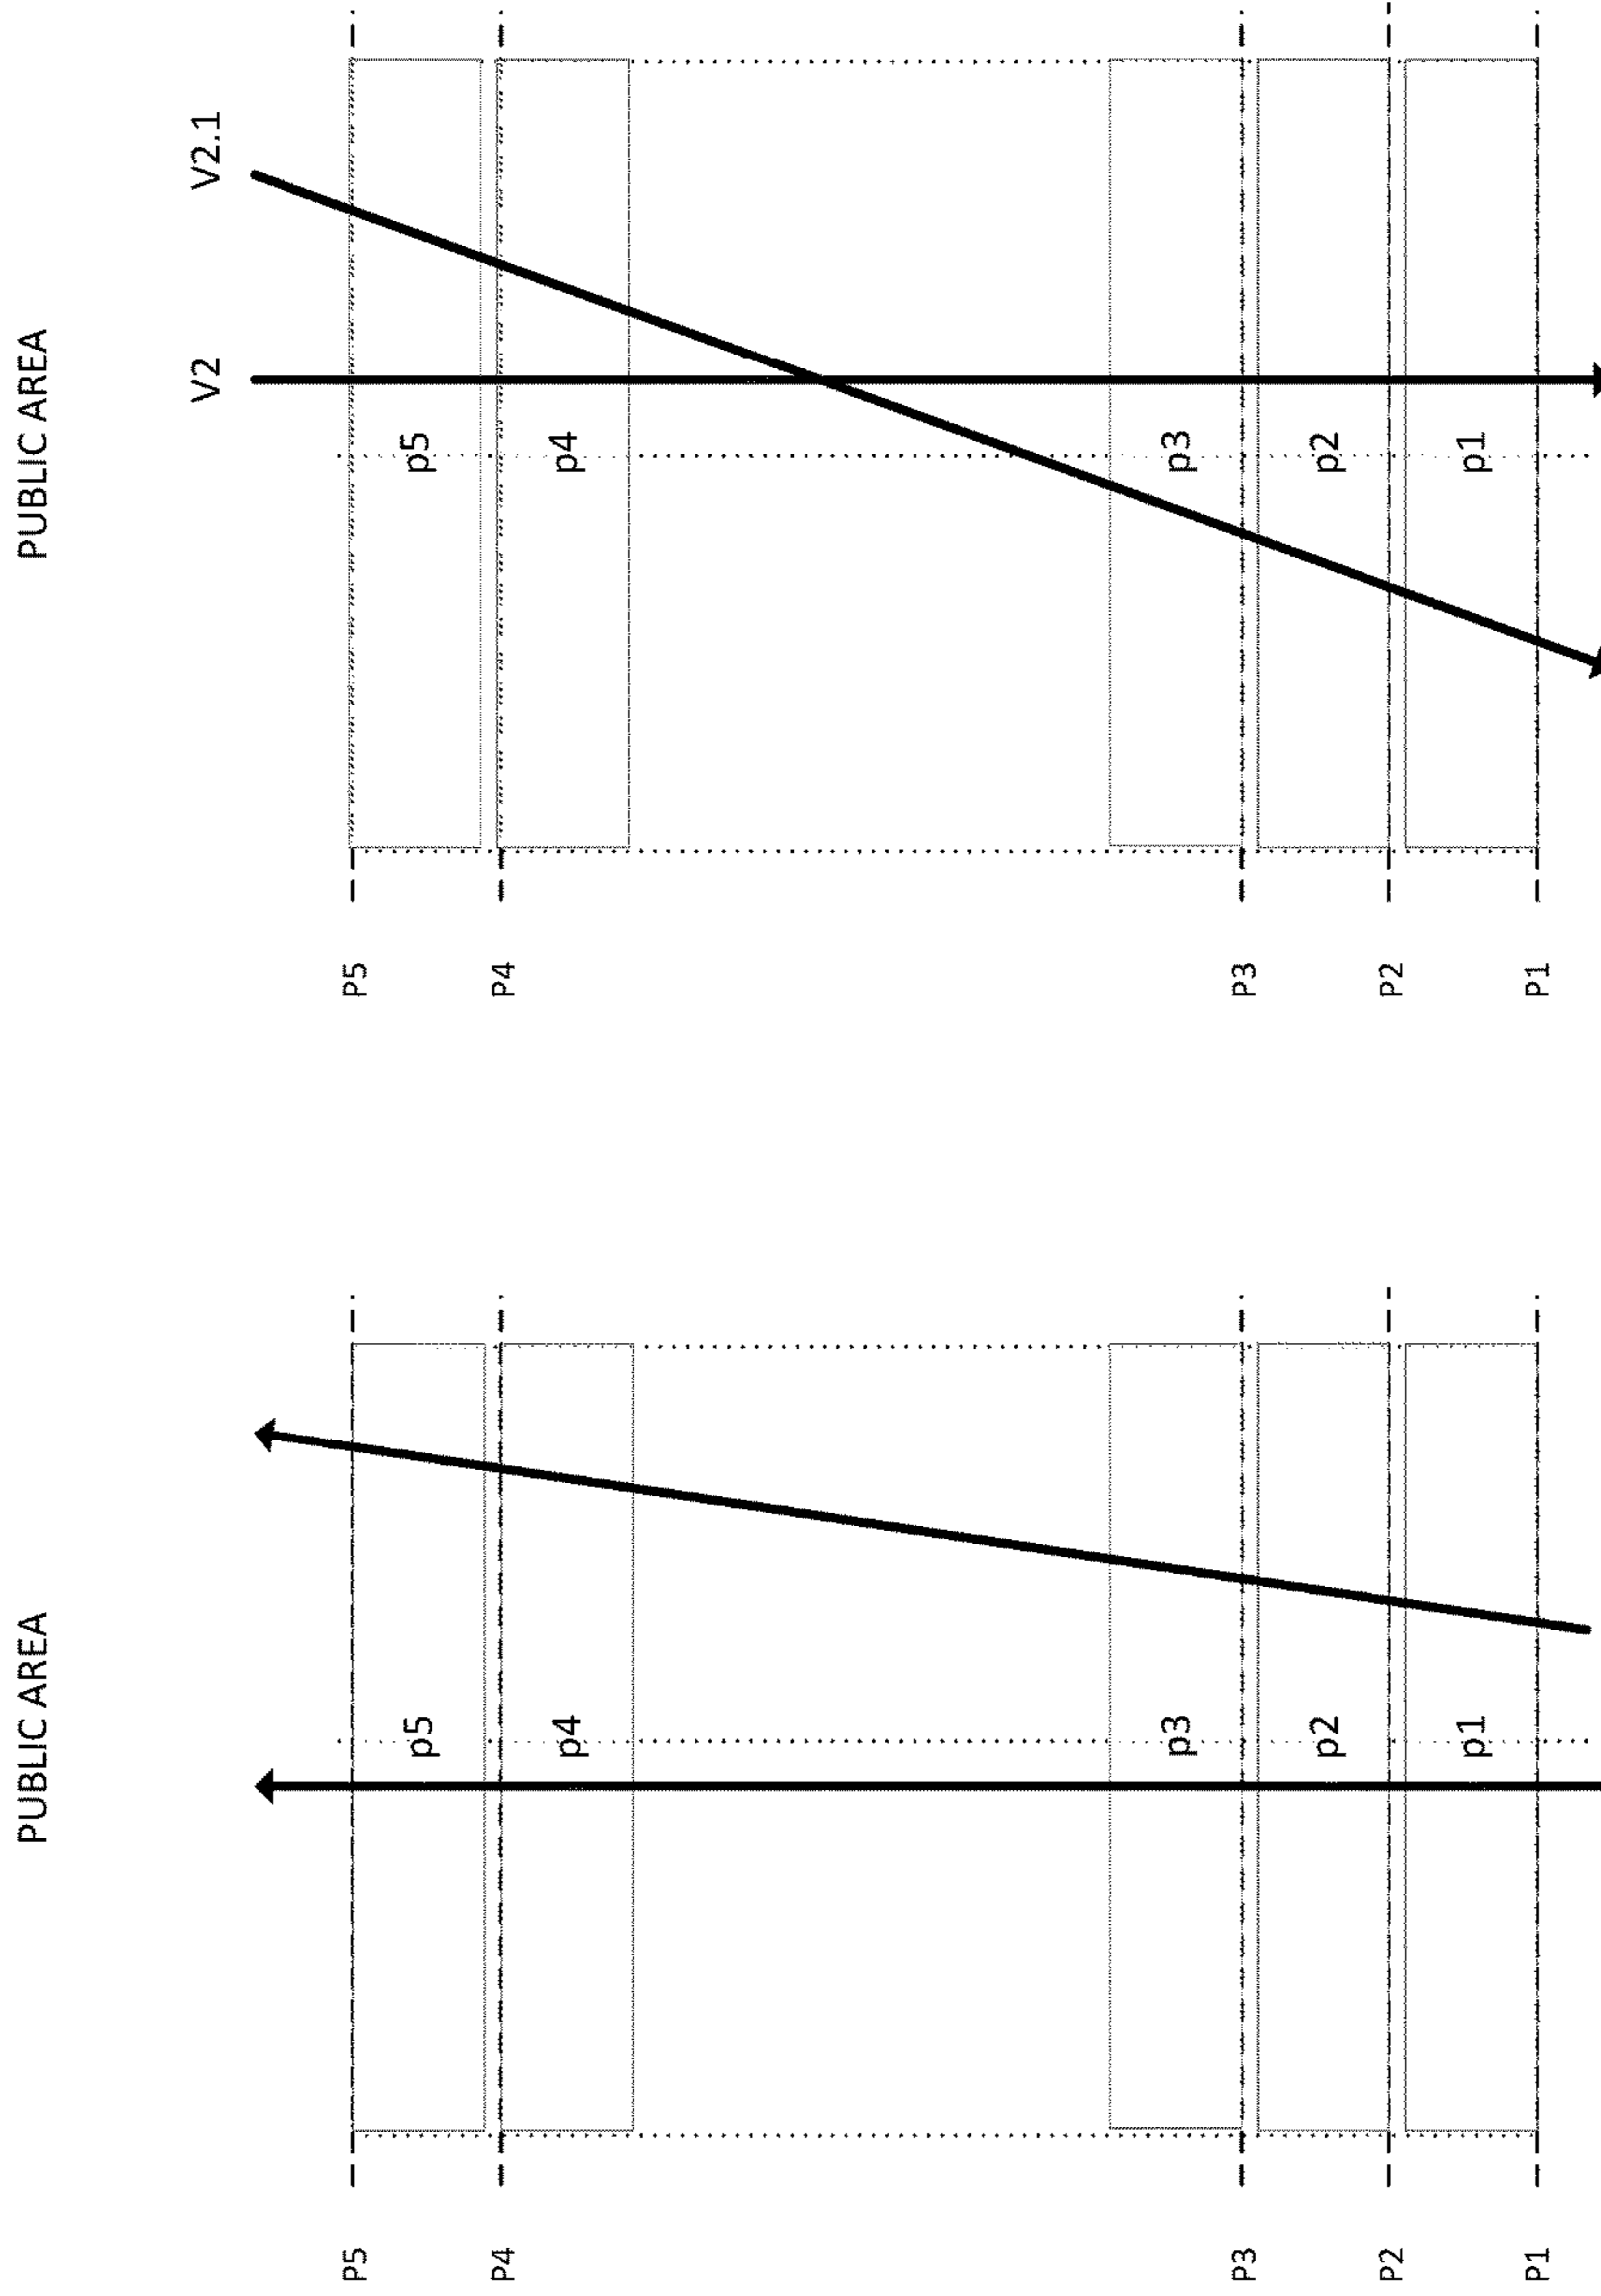 PUBLIC AREA
P5 p5
P4 p4
P3 p3
P2 p2
P1 p1
PUBLIC AREA
V2 V2.1
P5 p5
P4 p4
P3 p3
P2 p2
P1 p1